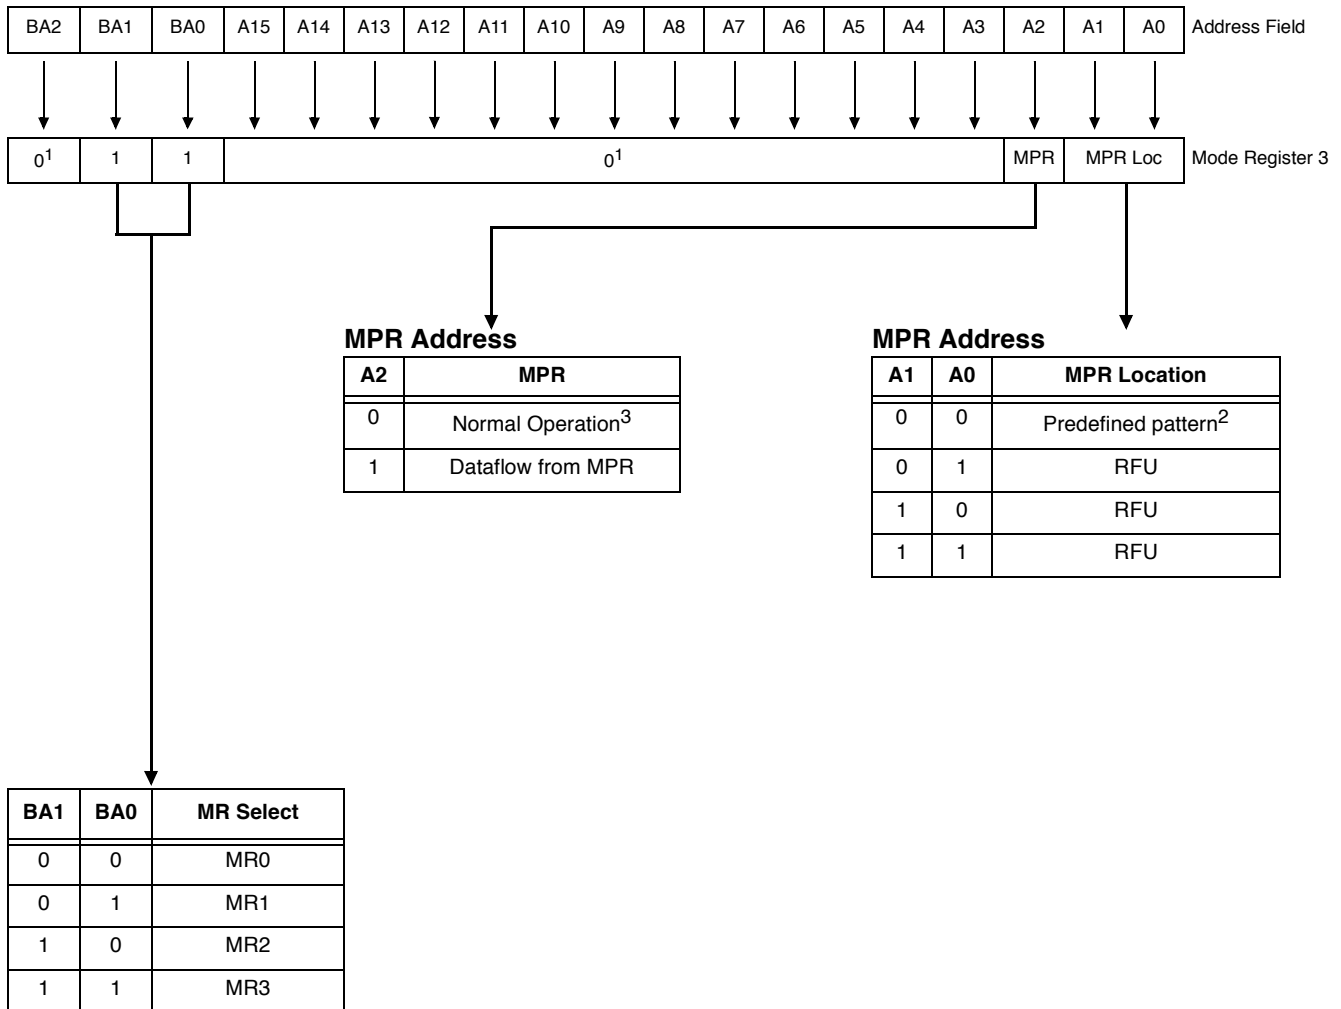 BA2 BA1 BA0 A15 A14 A13 A12 A11 A10 A9 A8 A7 A6 A5 A4 A3 A2 A1 A0 Address Field
0¹ 1 1 0¹ MPR MPR Loc Mode Register 3
MPR Address
A2 MPR
0 Normal Operation³
1 Dataflow from MPR
MPR Address
A1 A0 MPR Location
0 0 Predefined pattern²
0 1 RFU
1 0 RFU
1 1 RFU
BA1 BA0 MR Select
0 0 MR0
0 1 MR1
1 0 MR2
1 1 MR3